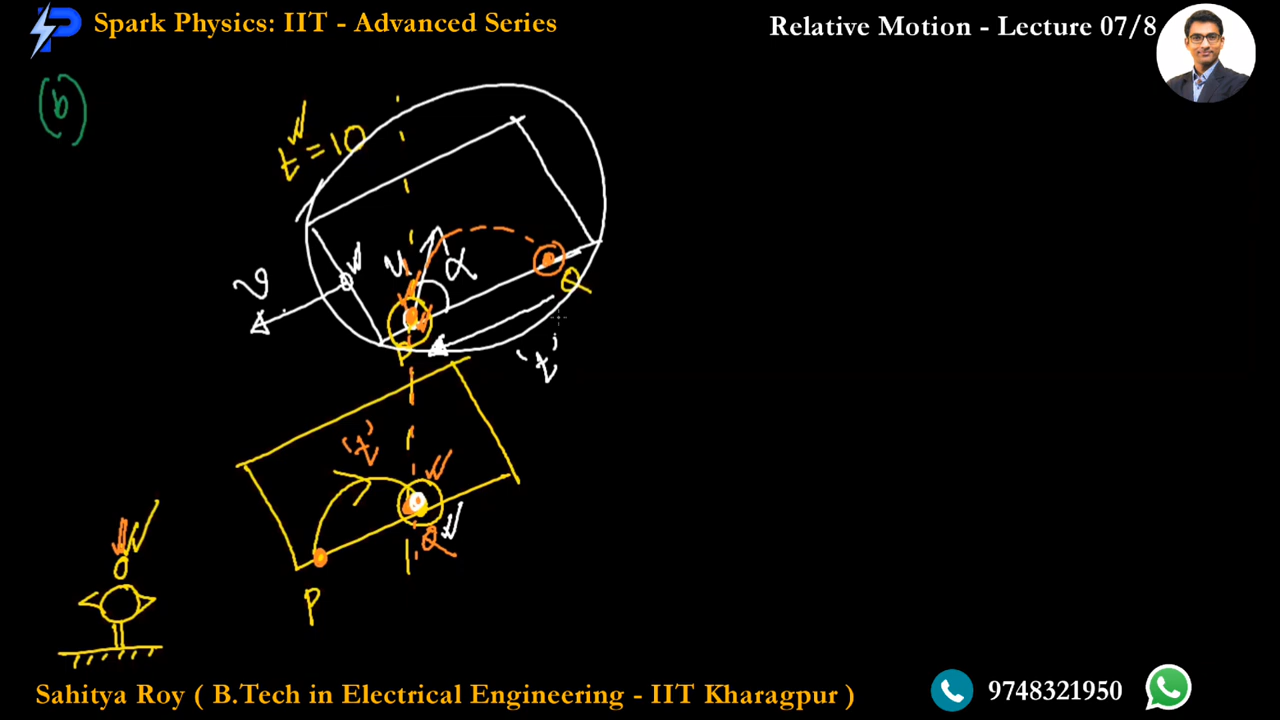 Spark Physics: IIT - Advanced Series
Relative Motion - Lecture 07/8
(b)
t = 10
v
u
α
Q
P
't'
't'
Q
P
Sahitya Roy ( B.Tech in Electrical Engineering - IIT Kharagpur )
9748321950